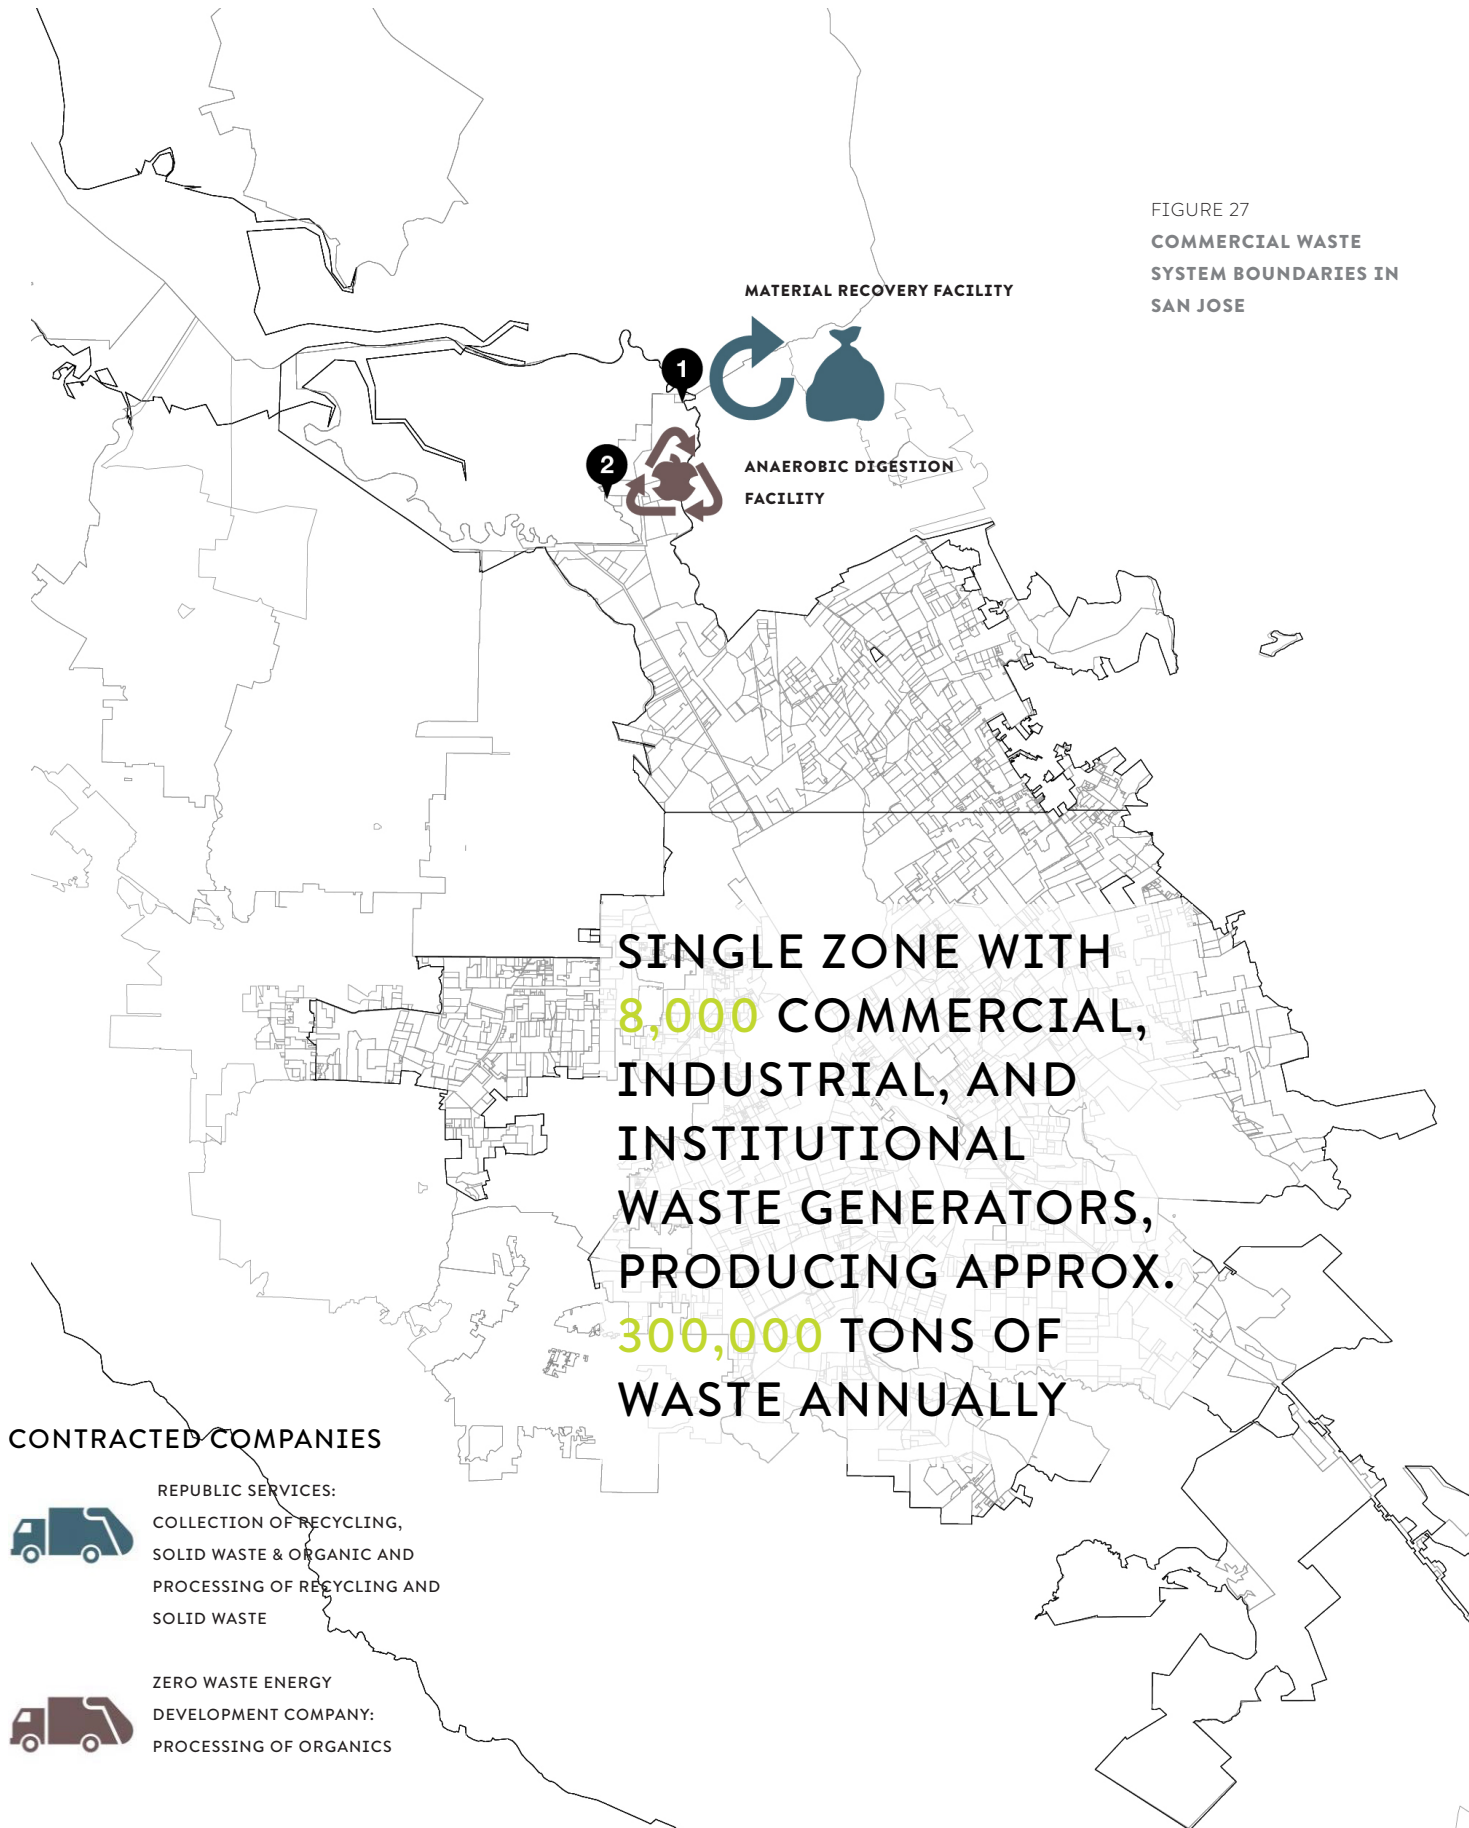 FIGURE 27
COMMERCIAL WASTE
SYSTEM BOUNDARIES IN
SAN JOSE
MATERIAL RECOVERY FACILITY
1
2
ANAEROBIC DIGESTION
FACILITY
SINGLE ZONE WITH
8,000 COMMERCIAL,
INDUSTRIAL, AND
INSTITUTIONAL
WASTE GENERATORS,
PRODUCING APPROX.
300,000 TONS OF
WASTE ANNUALLY
CONTRACTED COMPANIES
REPUBLIC SERVICES:
COLLECTION OF RECYCLING,
SOLID WASTE & ORGANIC AND
PROCESSING OF RECYCLING AND
SOLID WASTE
ZERO WASTE ENERGY
DEVELOPMENT COMPANY:
PROCESSING OF ORGANICS